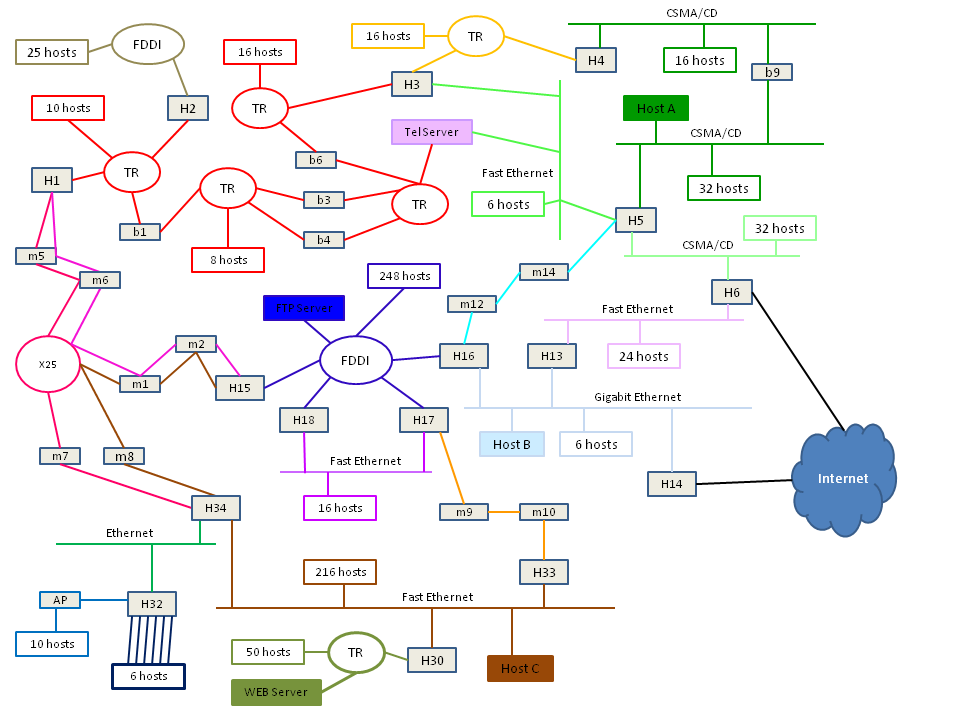 CSMA/CD
16 hosts
TR
25 hosts
FDDI
16 hosts
H4
16 hosts
b9
H3
10 hosts
H2
TR
Host A
Tel Server
CSMA/CD
b6
TR
H1
Fast Ethernet
TR
b3
TR
32 hosts
6 hosts
b1
b4
H5
32 hosts
CSMA/CD
m5
8 hosts
m6
248 hosts
m14
H6
FTP Server
m12
Fast Ethernet
m2
X25
FDDI
H16
H13
24 hosts
m1
H15
Gigabit Ethernet
H18
H17
Host B
6 hosts
m7
m8
Fast Ethernet
H14
Internet
H34
16 hosts
m9
m10
Ethernet
216 hosts
H33
AP
H32
Fast Ethernet
10 hosts
50 hosts
TR
H30
Host C
6 hosts
WEB Server